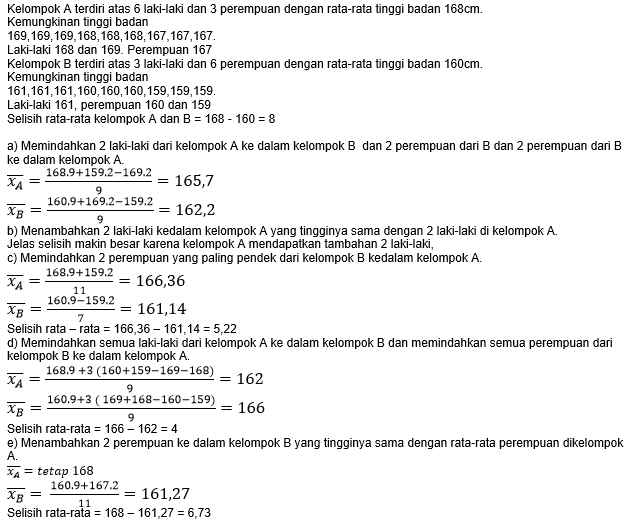 Kelompok A terdiri atas 6 laki-laki dan 3 perempuan dengan rata-rata tinggi badan 168cm.
Kemungkinan tinggi badan
169,169,169,168,168,168,167,167,167.
Laki-laki 168 dan 169. Perempuan 167
Kelompok B terdiri atas 3 laki-laki dan 6 perempuan dengan rata-rata tinggi badan 160cm.
Kemungkinan tinggi badan
161,161,161,160,160,160,159,159,159.
Laki-laki 161, perempuan 160 dan 159
Selisih rata-rata kelompok A dan B = 168 - 160 = 8
a) Memindahkan 2 laki-laki dari kelompok A ke dalam kelompok B dan 2 perempuan dari B dan 2 perempuan dari B
ke dalam kelompok A.
$\overline{x_A} = \frac{168.9+159.2-169.2}{9} = 165,7$
$\overline{x_B} = \frac{160.9+169.2-159.2}{9} = 162,2$
b) Menambahkan 2 laki-laki kedalam kelompok A yang tingginya sama dengan 2 laki-laki di kelompok A.
Jelas selisih makin besar karena kelompok A mendapatkan tambahan 2 laki-laki,
c) Memindahkan 2 perempuan yang paling pendek dari kelompok B kedalam kelompok A.
$\overline{x_A} = \frac{168.9+159.2}{11} = 166,36$
$\overline{x_B} = \frac{160.9-159.2}{7} = 161,14$
Selisih rata – rata = 166,36 – 161,14 = 5,22
d) Memindahkan semua laki-laki dari kelompok A ke dalam kelompok B dan memindahkan semua perempuan dari
kelompok B ke dalam kelompok A.
$\overline{x_A} = \frac{168.9 +3 (160+159-169-168)}{9} = 162$
$\overline{x_B} = \frac{160.9+3 ( 169+168-160-159)}{9} = 166$
Selisih rata-rata = 166 – 162 = 4
e) Menambahkan 2 perempuan ke dalam kelompok B yang tingginya sama dengan rata-rata perempuan dikelompok
A.
$\overline{x_A} = tetap\ 168$
$\overline{x_B} = \frac{160.9+167.2}{11} = 161,27$
Selisih rata-rata = 168 – 161,27 = 6,73